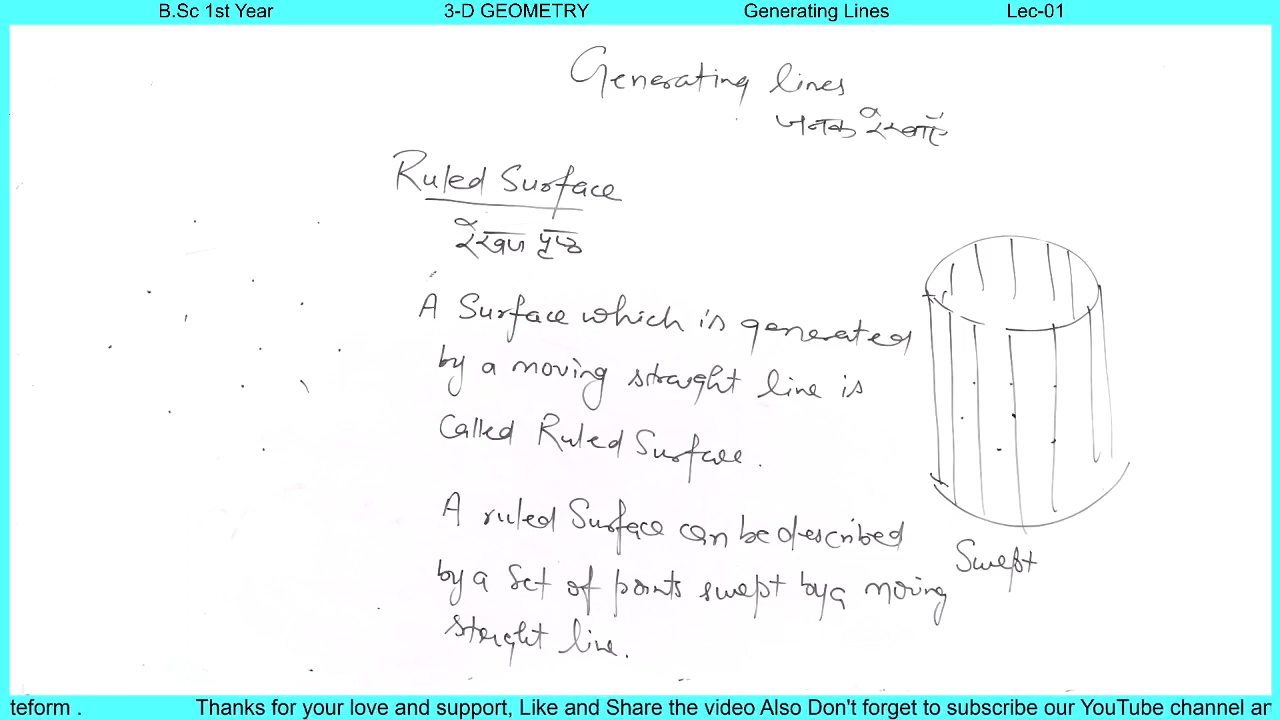 B.Sc 1st Year 3-D GEOMETRY Generating Lines Lec-01
Generating lines
जनक रेखाएँ
Ruled Surface
रेखज पृष्ठ
A Surface which is generated
by a moving straight line is
Called Ruled Surface.
A ruled Surface can be described
by a Set of points swept by a moving
straight line.
Swept
teform . Thanks for your love and support, Like and Share the video Also Don't forget to subscribe our YouTube channel ar